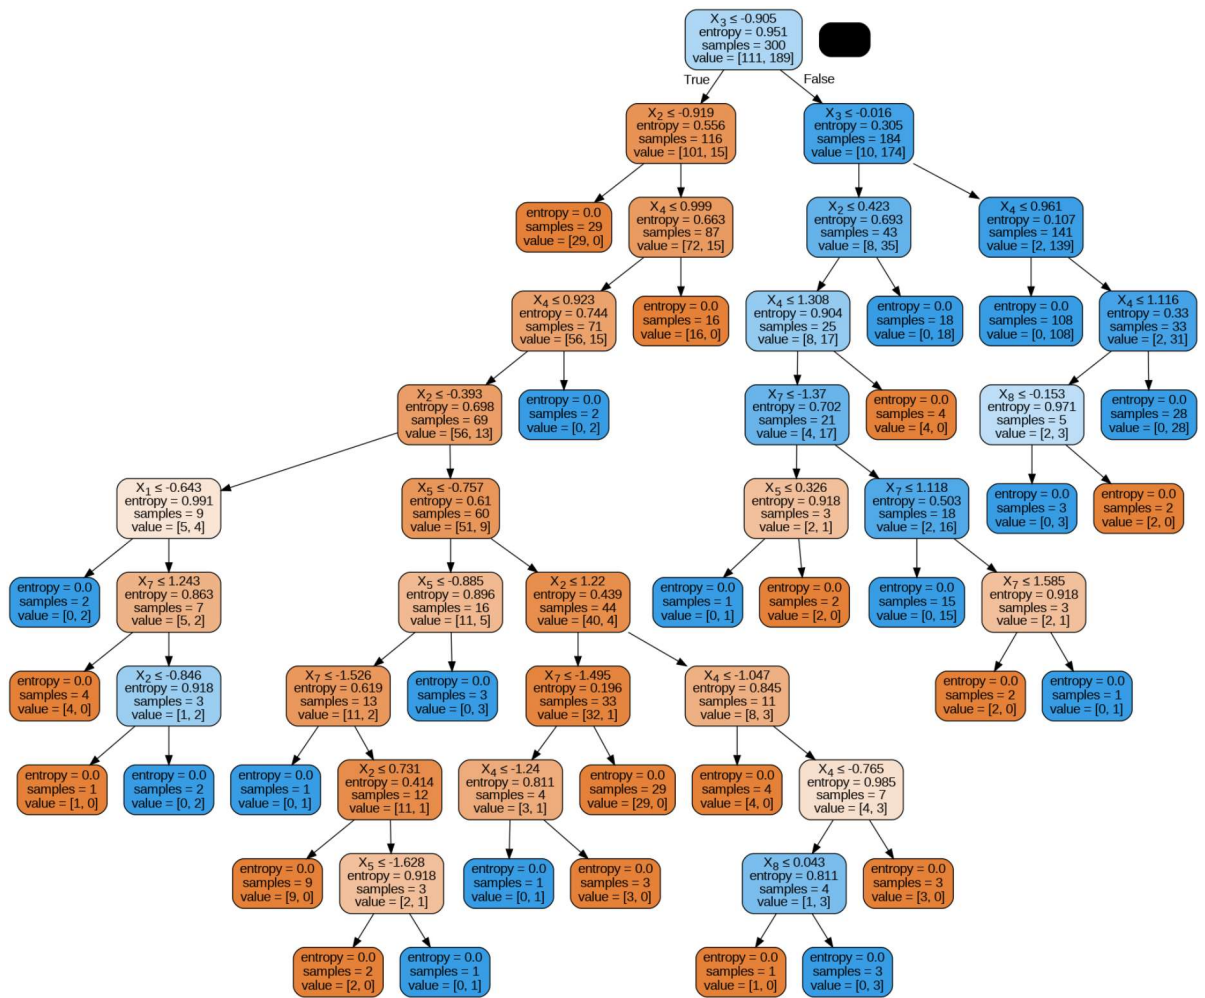 X3 ≤ -0.905
entropy = 0.951
samples = 300
value = [111, 189]
True
False
X2 ≤ -0.919
entropy = 0.556
samples = 116
value = [101, 15]
X3 ≤ -0.016
entropy = 0.305
samples = 184
value = [10, 174]
entropy = 0.0
samples = 29
value = [29, 0]
X4 ≤ 0.999
entropy = 0.663
samples = 87
value = [72, 15]
X2 ≤ 0.423
entropy = 0.693
samples = 43
value = [8, 35]
X4 ≤ 0.961
entropy = 0.107
samples = 141
value = [2, 139]
X4 ≤ 0.923
entropy = 0.744
samples = 71
value = [56, 15]
entropy = 0.0
samples = 16
value = [16, 0]
X4 ≤ 1.308
entropy = 0.904
samples = 25
value = [8, 17]
entropy = 0.0
samples = 18
value = [0, 18]
entropy = 0.0
samples = 108
value = [0, 108]
X4 ≤ 1.116
entropy = 0.33
samples = 33
value = [2, 31]
X2 ≤ -0.393
entropy = 0.698
samples = 69
value = [56, 13]
entropy = 0.0
samples = 2
value = [0, 2]
X7 ≤ -1.37
entropy = 0.702
samples = 21
value = [4, 17]
entropy = 0.0
samples = 4
value = [4, 0]
X8 ≤ -0.153
entropy = 0.971
samples = 5
value = [2, 3]
entropy = 0.0
samples = 28
value = [0, 28]
X1 ≤ -0.643
entropy = 0.991
samples = 9
value = [5, 4]
X5 ≤ -0.757
entropy = 0.61
samples = 60
value = [51, 9]
X5 ≤ 0.326
entropy = 0.918
samples = 3
value = [2, 1]
X7 ≤ 1.118
entropy = 0.503
samples = 18
value = [2, 16]
entropy = 0.0
samples = 3
value = [0, 3]
entropy = 0.0
samples = 2
value = [2, 0]
entropy = 0.0
samples = 2
value = [0, 2]
X7 ≤ 1.243
entropy = 0.863
samples = 7
value = [5, 2]
X5 ≤ -0.885
entropy = 0.896
samples = 16
value = [11, 5]
X2 ≤ 1.22
entropy = 0.439
samples = 44
value = [40, 4]
entropy = 0.0
samples = 1
value = [0, 1]
entropy = 0.0
samples = 2
value = [2, 0]
entropy = 0.0
samples = 15
value = [0, 15]
X7 ≤ 1.585
entropy = 0.918
samples = 3
value = [2, 1]
entropy = 0.0
samples = 4
value = [4, 0]
X2 ≤ -0.846
entropy = 0.918
samples = 3
value = [1, 2]
X7 ≤ -1.526
entropy = 0.619
samples = 13
value = [11, 2]
entropy = 0.0
samples = 3
value = [0, 3]
X7 ≤ -1.495
entropy = 0.196
samples = 33
value = [32, 1]
X4 ≤ -1.047
entropy = 0.845
samples = 11
value = [8, 3]
entropy = 0.0
samples = 2
value = [2, 0]
entropy = 0.0
samples = 1
value = [0, 1]
entropy = 0.0
samples = 1
value = [1, 0]
entropy = 0.0
samples = 2
value = [0, 2]
entropy = 0.0
samples = 1
value = [0, 1]
X2 ≤ 0.731
entropy = 0.414
samples = 12
value = [11, 1]
X4 ≤ -1.24
entropy = 0.811
samples = 4
value = [3, 1]
entropy = 0.0
samples = 29
value = [29, 0]
entropy = 0.0
samples = 4
value = [4, 0]
X4 ≤ -0.765
entropy = 0.985
samples = 7
value = [4, 3]
entropy = 0.0
samples = 9
value = [9, 0]
X5 ≤ -1.628
entropy = 0.918
samples = 3
value = [2, 1]
entropy = 0.0
samples = 1
value = [0, 1]
entropy = 0.0
samples = 3
value = [3, 0]
X8 ≤ 0.043
entropy = 0.811
samples = 4
value = [1, 3]
entropy = 0.0
samples = 3
value = [3, 0]
entropy = 0.0
samples = 2
value = [2, 0]
entropy = 0.0
samples = 1
value = [0, 1]
entropy = 0.0
samples = 1
value = [1, 0]
entropy = 0.0
samples = 3
value = [0, 3]